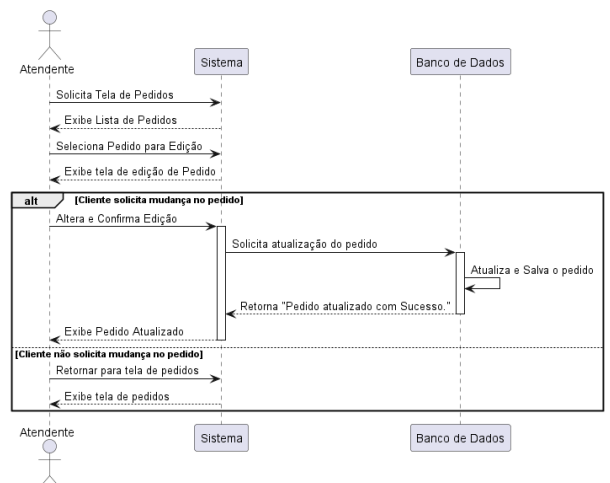 Atendente
Sistema
Banco de Dados
Solicita Tela de Pedidos
Exibe Lista de Pedidos
Seleciona Pedido para Edição
Exibe tela de edição de Pedido
alt
[Cliente solicita mudança no pedido]
Altera e Confirma Edição
Solicita atualização do pedido
Atualiza e Salva o pedido
Retorna "Pedido atualizado com Sucesso."
Exibe Pedido Atualizado
[Cliente não solicita mudança no pedido]
Retornar para tela de pedidos
Exibe tela de pedidos
Atendente
Sistema
Banco de Dados